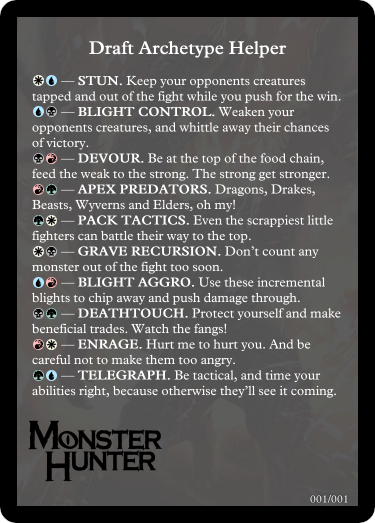 Draft Archetype Helper
— STUN. Keep your opponents creatures
tapped and out of the fight while you push for the win.
— BLIGHT CONTROL. Weaken your
opponents creatures, and whittle away their chances
of victory.
— DEVOUR. Be at the top of the food chain,
feed the weak to the strong. The strong get stronger.
— APEX PREDATORS. Dragons, Drakes,
Beasts, Wyverns and Elders, oh my!
— PACK TACTICS. Even the scrappiest little
fighters can battle their way to the top.
— GRAVE RECURSION. Don't count any
monster out of the fight too soon.
— BLIGHT AGGRO. Use these incremental
blights to chip away and push damage through.
— DEATHTOUCH. Protect yourself and make
beneficial trades. Watch the fangs!
— ENRAGE. Hurt me to hurt you. And be
careful not to make them too angry.
— TELEGRAPH. Be tactical, and time your
abilities right, because otherwise they'll see it coming.
MONSTER
HUNTER
001/001